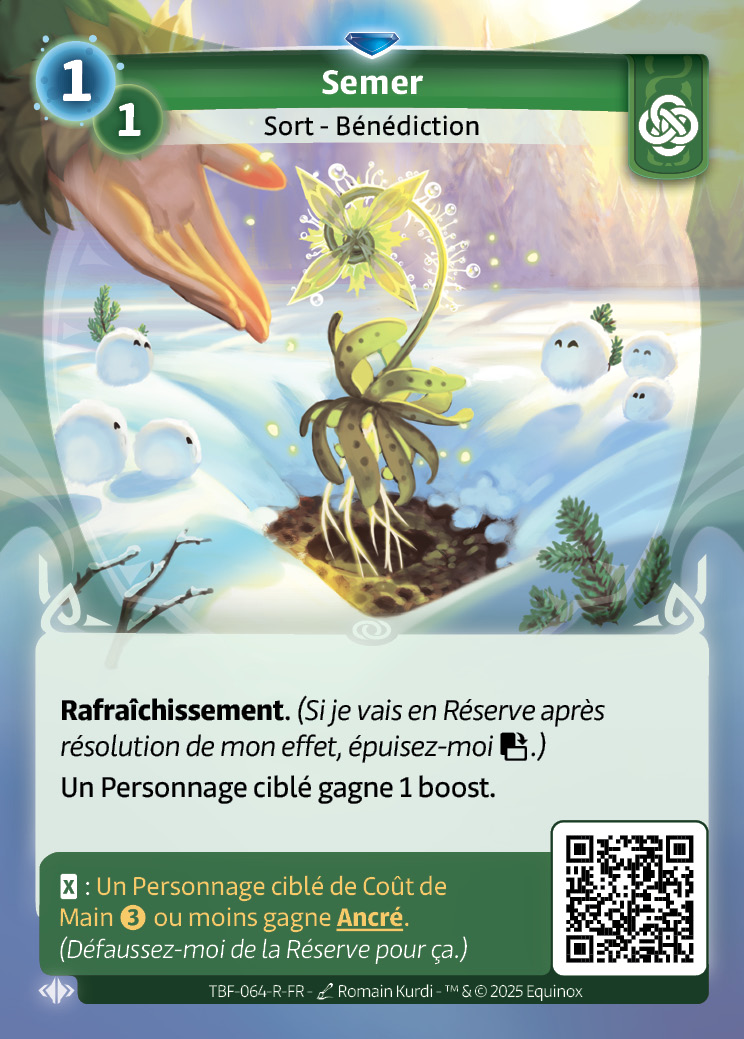 1
Semer
1
Sort - Bénédiction
Rafraîchissement. (Si je vais en Réserve après
résolution de mon effet, épuisez-moi .)
Un Personnage ciblé gagne 1 boost.
X : Un Personnage ciblé de Coût de
Main 3 ou moins gagne Ancré.
(Défaussez-moi de la Réserve pour ça.)
TBF-064-R-FR - Romain Kurdi - ™ & © 2025 Equinox